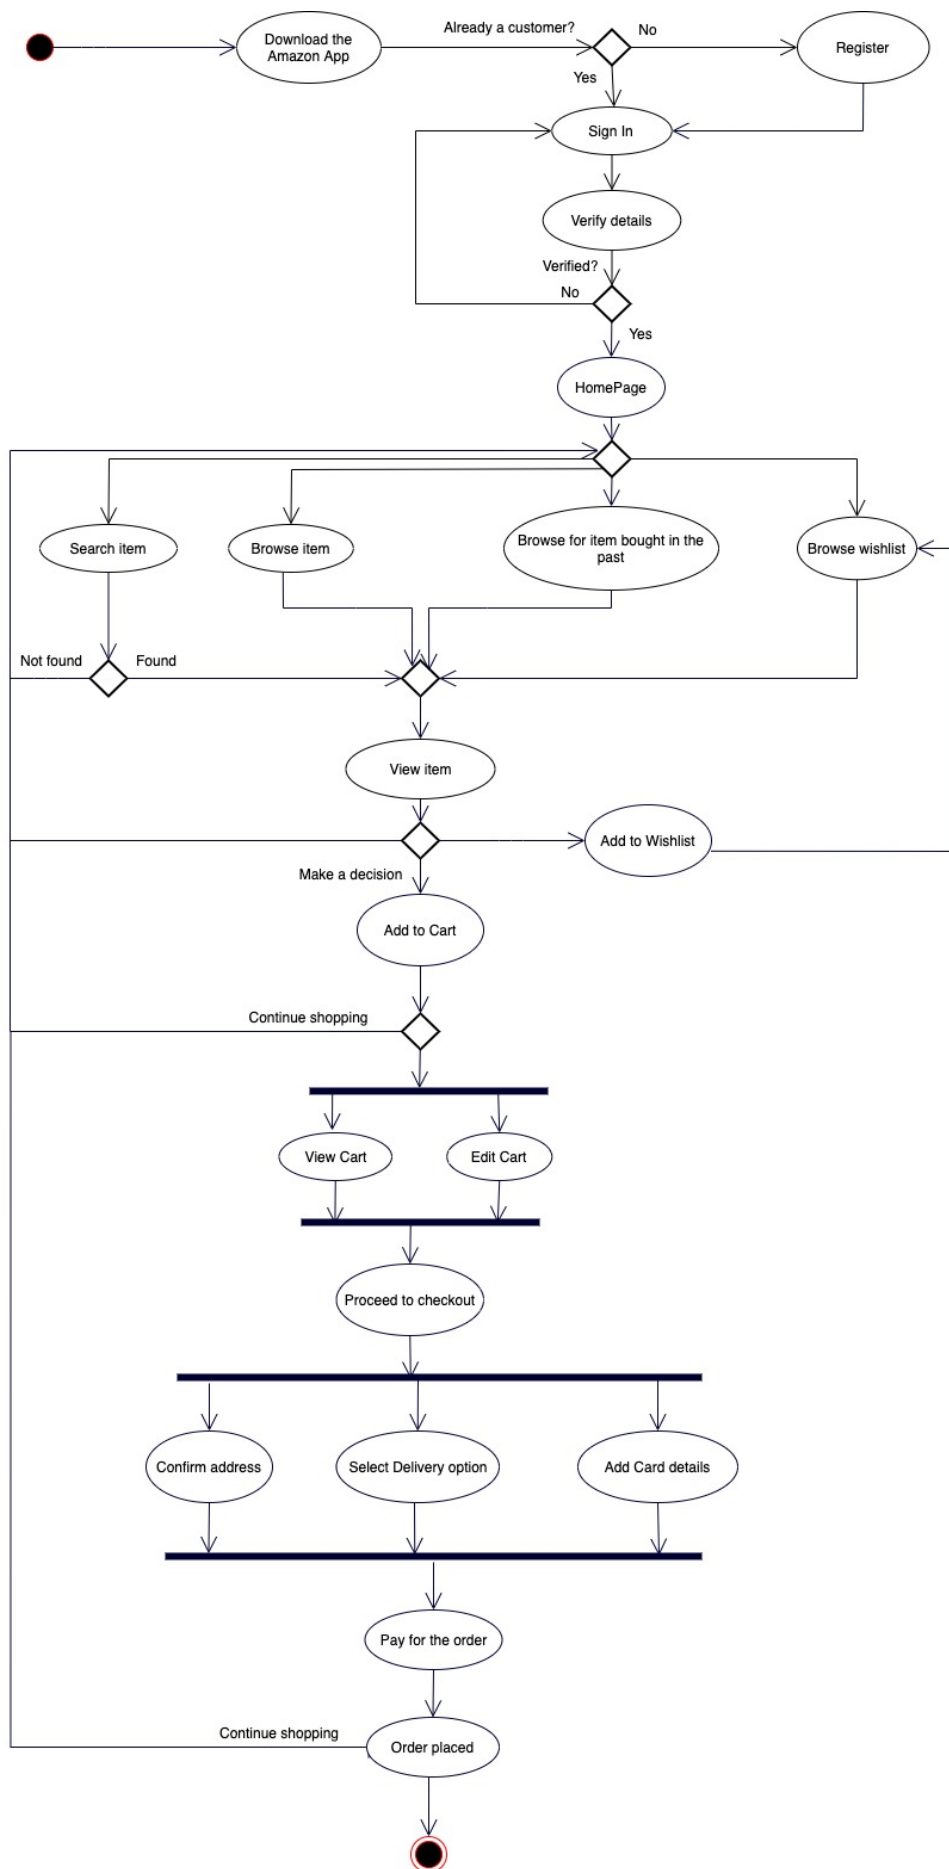 Already a customer?
No
Download the
Amazon App
Register
Yes
Sign In
Verify details
Verified?
No
Yes
HomePage
Search item
Browse item
Browse for item bought in the
past
Browse wishlist
Not found
Found
View item
Add to Wishlist
Make a decision
Add to Cart
Continue shopping
View Cart
Edit Cart
Proceed to checkout
Confirm address
Select Delivery option
Add Card details
Pay for the order
Continue shopping
Order placed